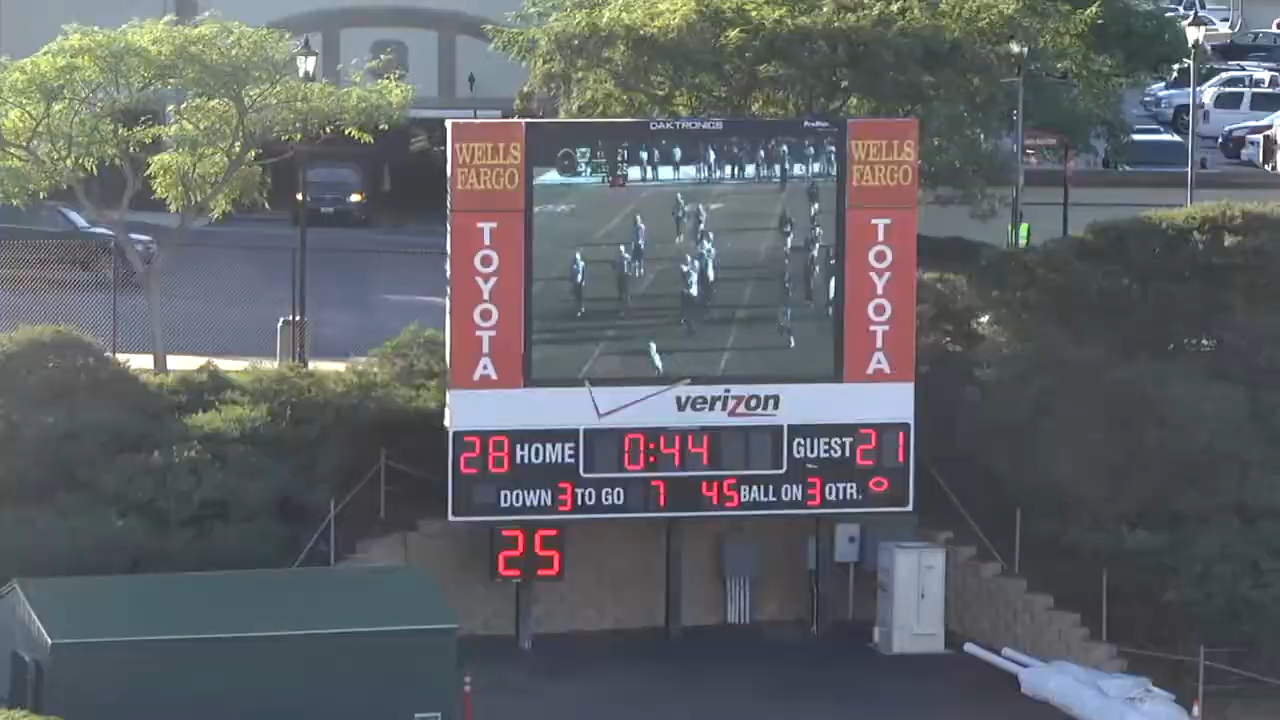 DAKTRONICS
WELLS FARGO
WELLS FARGO
TOYOTA
TOYOTA
verizon
28 HOME 0:44 GUEST 21
DOWN 3 TO GO 7 45 BALL ON 3 QTR.
25